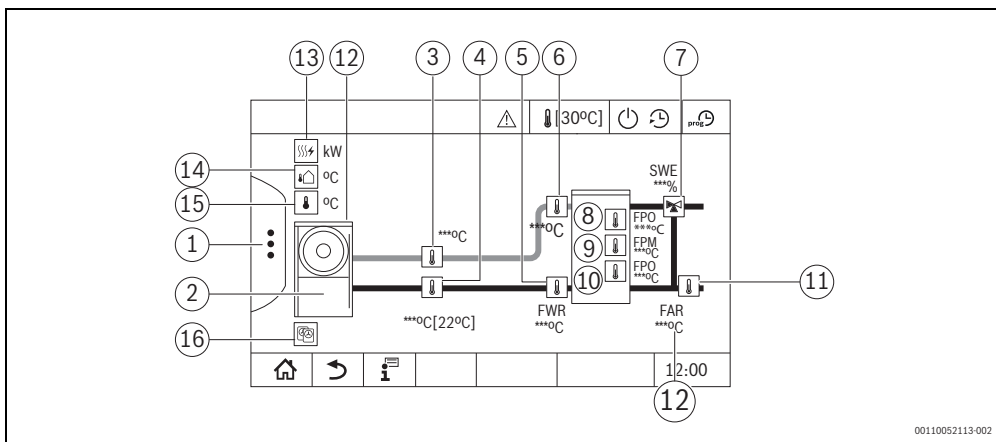 13 12 3 4 5 6 7
[30ºC] prog
14 kW
ºC
15 ºC
SWE
***%
1
***ºC
***ºC
8 FPO
***ºC
9 FPM
***ºC
10 FPO
***ºC
2
11
***ºC[22ºC]
FWR
***ºC
FAR
***ºC
16
i 12:00
12
00110052113-002